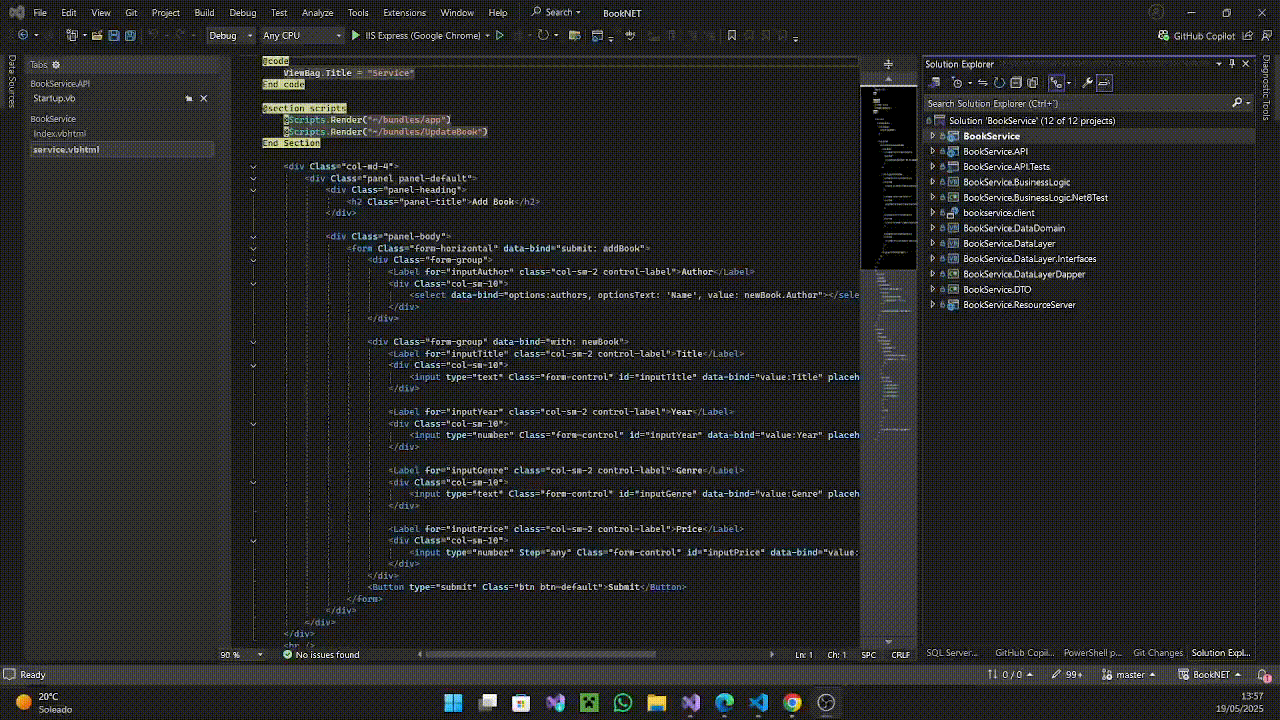 File Edit View Git Project Build Debug Test Analyze Tools Extensions Window Help Search BookNET
Debug Any CPU IIS Express (Google Chrome) GitHub Copilot
Data Sources
Tabs
BookService.API
Startup.vb
BookService
Index.vbhtml
service.vbhtml
@code
ViewBag.Title = "Service"
End code
@section scripts
@Scripts.Render("~/bundles/app")
@Scripts.Render("~/bundles/UpdateBook")
End Section
<div Class="col-md-4">
<div Class="panel panel-default">
<div Class="panel-heading">
<h2 Class="panel-title">Add Book</h2>
</div>
<div Class="panel-body">
<form Class="form-horizontal" data-bind="submit: addBook">
<div Class="form-group">
<Label for="inputAuthor" class="col-sm-2 control-label">Author</Label>
<div Class="col-sm-10">
<select data-bind="options:authors, optionsText: 'Name', value: newBook.Author"></sele
</div>
</div>
<div Class="form-group" data-bind="with: newBook">
<Label for="inputTitle" class="col-sm-2 control-label">Title</Label>
<div Class="col-sm-10">
<input type="text" Class="form-control" id="inputTitle" data-bind="value:Title" placeh
</div>
<Label for="inputYear" class="col-sm-2 control-label">Year</Label>
<div Class="col-sm-10">
<input type="number" Class="form-control" id="inputYear" data-bind="value:Year" placeh
</div>
<Label for="inputGenre" class="col-sm-2 control-label">Genre</Label>
<div Class="col-sm-10">
<input type="text" Class="form-control" id="inputGenre" data-bind="value:Genre" placeh
</div>
<Label for="inputPrice" class="col-sm-2 control-label">Price</Label>
<div Class="col-sm-10">
<input type="number" Step="any" Class="form-control" id="inputPrice" data-bind="value:
</div>
</div>
<Button type="submit" Class="btn btn-default">Submit</Button>
</form>
</div>
</div>
</div>
<hr />
90 % No issues found Ln: 1 Ch: 1 SPC CRLF
Solution Explorer
Search Solution Explorer (Ctrl+')
Solution 'BookService' (12 of 12 projects)
BookService
BookService.API
BookService.API.Tests
BookService.BusinessLogic
BookService.BusinessLogic.Net8Test
bookservice.client
BookService.DataDomain
BookService.DataLayer
BookService.DataLayer.Interfaces
BookService.DataLayerDapper
BookService.DTO
BookService.ResourceServer
SQL Server... GitHub Copil... PowerShell p... Git Changes Solution Expl...
Diagnostic Tools
Ready 0 / 0 99+ master BookNET 1
20°C
Soleado
13:57
19/05/2025